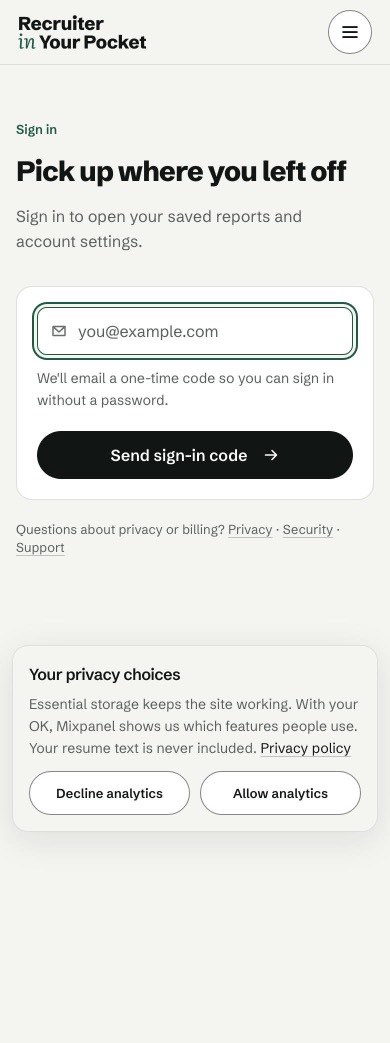 Recruiter
in Your Pocket
Sign in
Pick up where you left off
Sign in to open your saved reports and
account settings.
you@example.com
We'll email a one-time code so you can sign in
without a password.
Send sign-in code →
Questions about privacy or billing? Privacy · Security ·
Support
Your privacy choices
Essential storage keeps the site working. With your
OK, Mixpanel shows us which features people use.
Your resume text is never included. Privacy policy
Decline analytics
Allow analytics